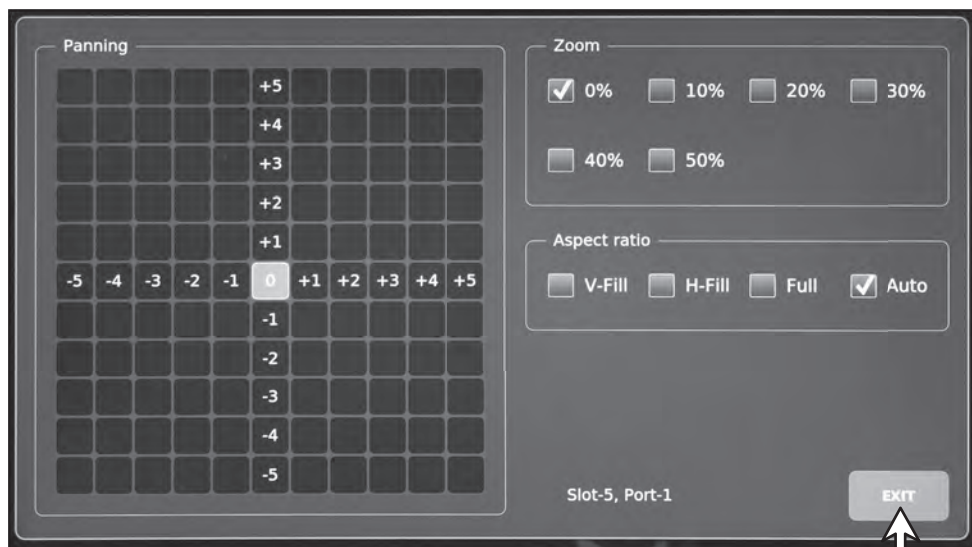 Panning
+5
+4
+3
+2
+1
-5 -4 -3 -2 -1 0 +1 +2 +3 +4 +5
-1
-2
-3
-4
-5
Zoom
0% 10% 20% 30%
40% 50%
Aspect ratio
V-Fill H-Fill Full Auto
Slot-5, Port-1
EXIT